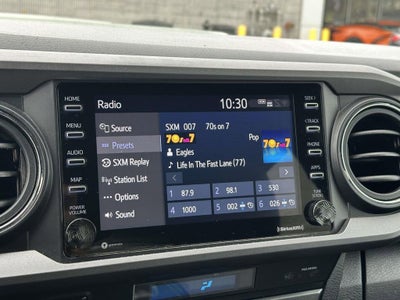 Radio 10:30
HOME
MENU
AUDIO
MAP
POWER
VOLUME
SEEK
TRACK
PHONE
APPS
TUNE
SCROLL
Source
Presets
SXM Replay
Station List
Options
Sound
SXM 007 70s on 7
70s on 7
Pop
Eagles
Life In The Fast Lane (77)
1 87.9 2 98.1 3 530
4 1000 5 002 6 026
SiriusXM